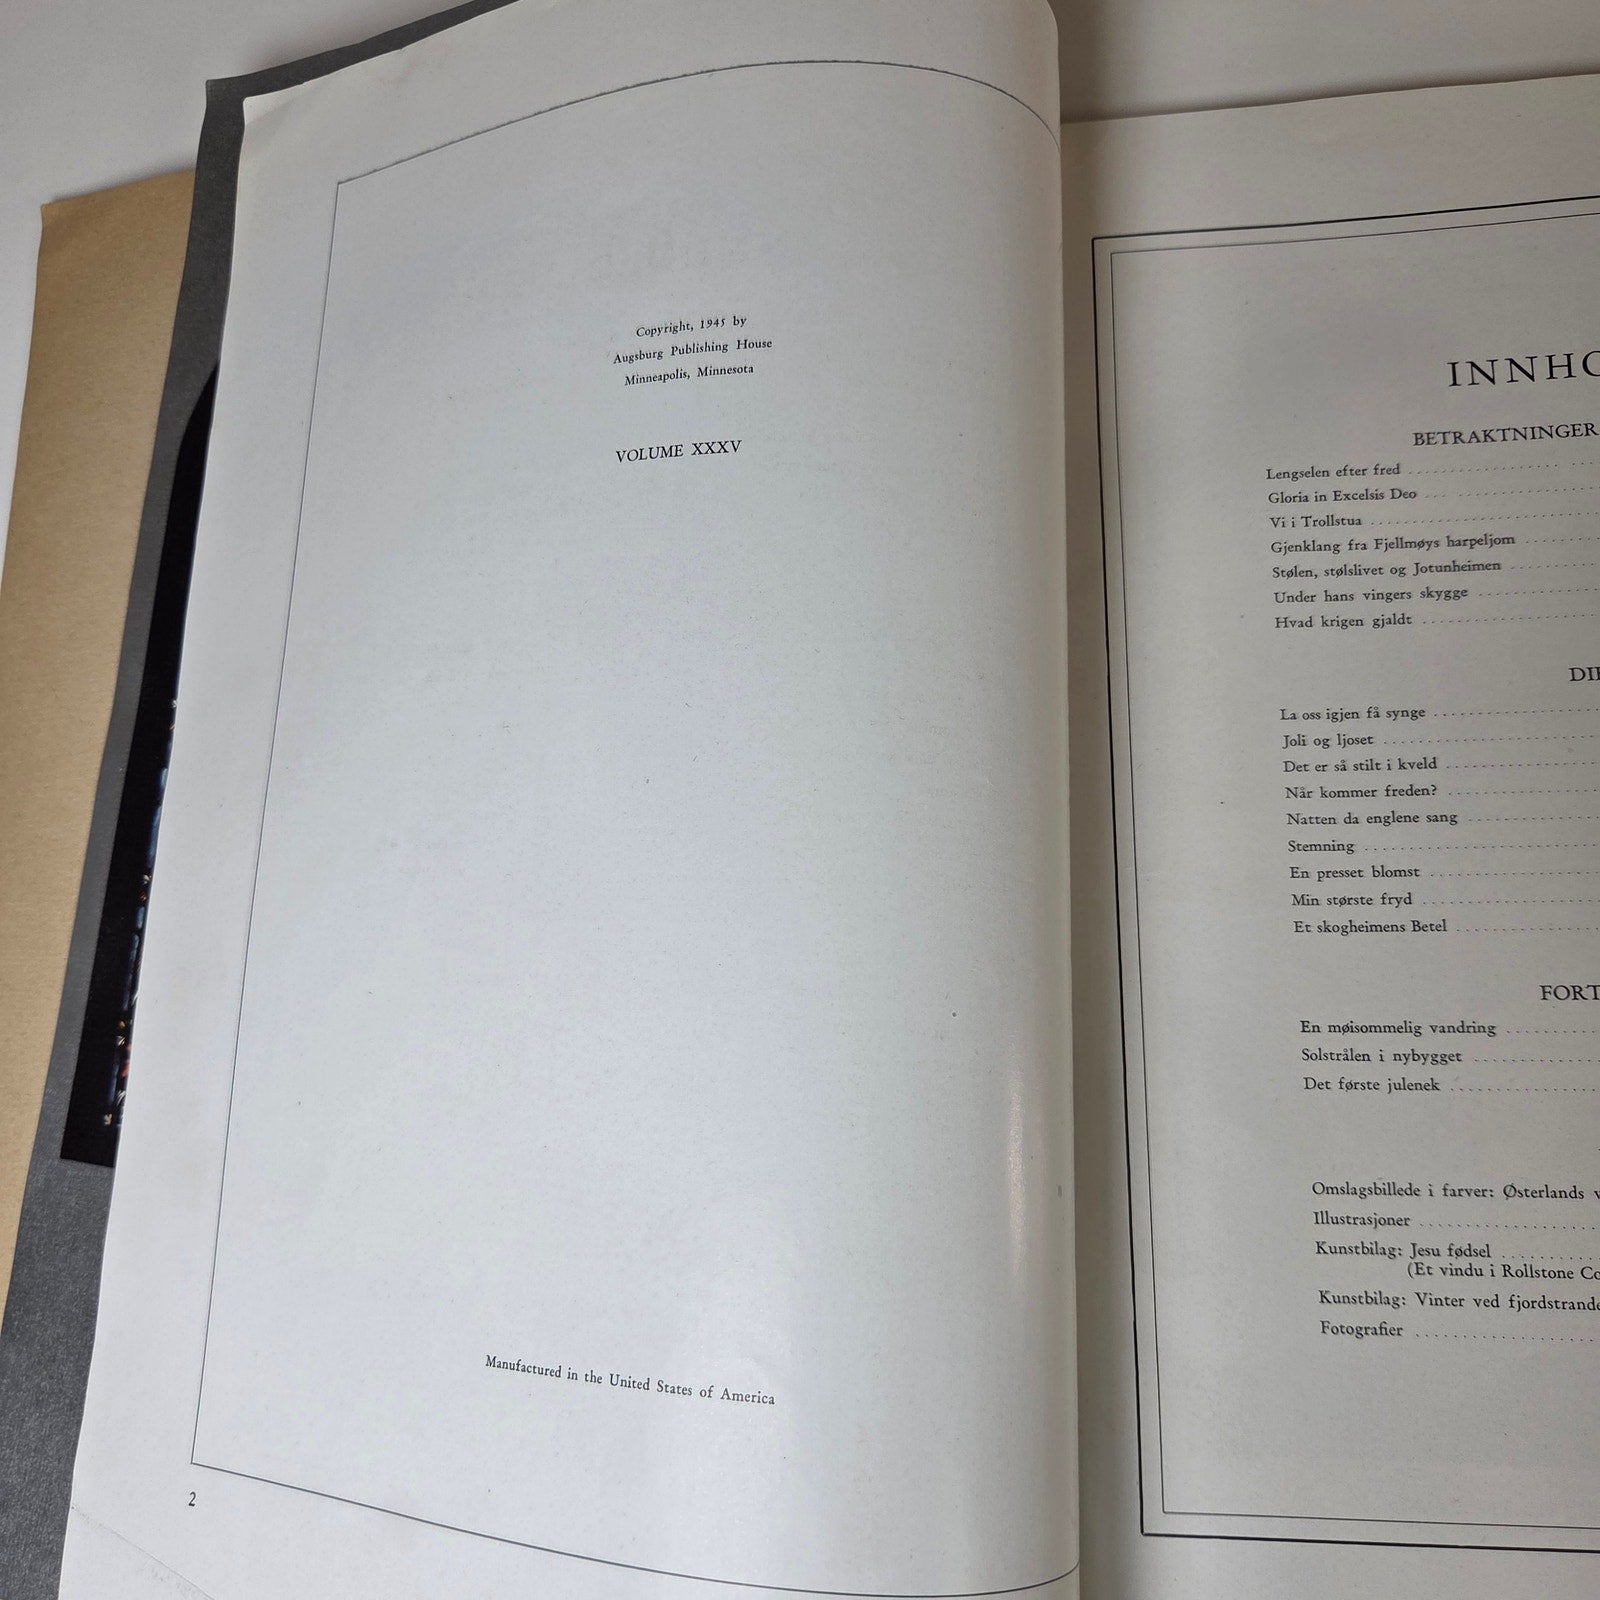 Copyright, 1945 by
Augsburg Publishing House
Minneapolis, Minnesota
VOLUME XXXV
Manufactured in the United States of America
2
INNHO
BETRAKTNINGER
Lengselen efter fred
Gloria in Excelsis Deo
Vi i Trollstua
Gjenklang fra Fjellmøys harpeljom
Stølen, stølslivet og Jotunheimen
Under hans vingers skygge
Hvad krigen gjaldt
La oss igjen få synge
Joli og ljoset
Det er så stilt i kveld
Når kommer freden?
Natten da englene sang
Stemning
En presset blomst
Min største fryd
Et skogheimens Betel
FORT
En møisommelig vandring
Solstrålen i nybygget
Det første julenek
Omslagsbillede i farver: Østerlands v
Illustrasjoner
Kunstbilag: Jesu fødsel
(Et vindu i Rollstone Co
Kunstbilag: Vinter ved fjordstrande
Fotografier